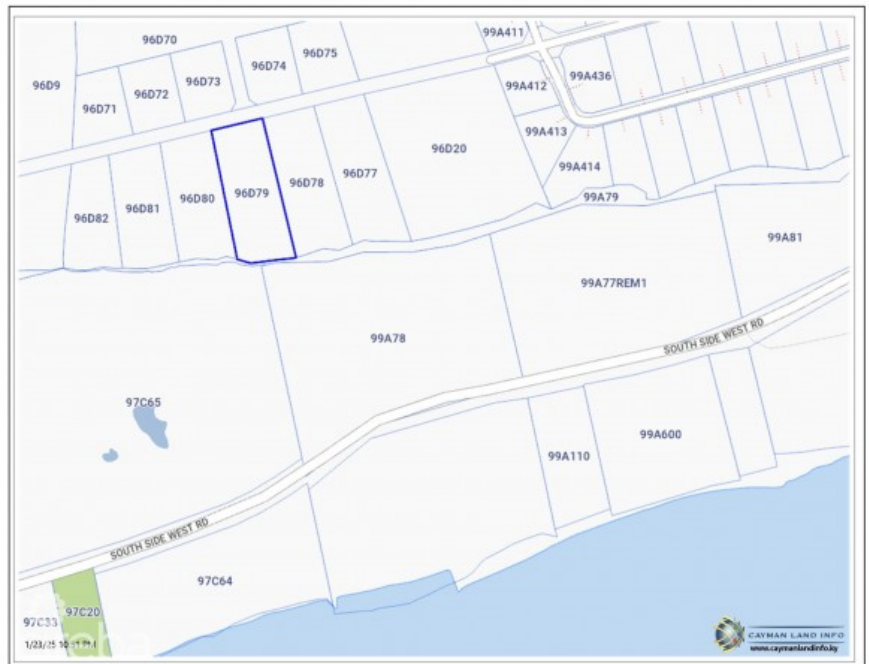 96D70
99A411
96D75
96D74
96D73
96D72
96D71
96D9
99A436
99A412
99A413
96D20
99A414
96D77
96D78
96D79
96D80
96D81
96D82
99A79
99A81
99A77REM1
99A78
SOUTH SIDE WEST RD
97C65
99A600
99A110
SOUTH SIDE WEST RD
97C64
97C20
97C33
CAYMAN LAND INFO
www.caymanlandinfo.ky